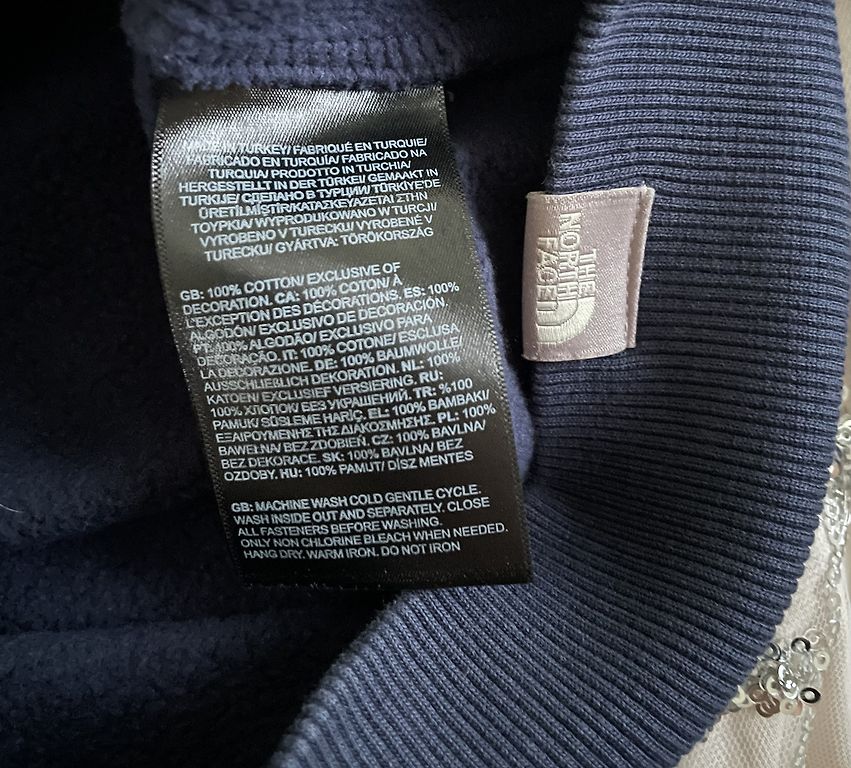 MADE IN TURKEY/ FABRIQUÉ EN TURQUIE/
FABRICADO EN TURQUÍA/ FABRICADO NA
TURQUIA/ PRODOTTO IN TURCHIA/
HERGESTELLT IN DER TÜRKEI/ GEMAAKT IN
TURKIJE/ СДЕЛАНО В ТУРЦИИ/ TÜRKİYE'DE
ÜRETİLMİŞTİR/ΚΑΤΑΣΚΕΥΑΖΕΤΑΙ ΣΤΗΝ
ΤΟΥΡΚΙΑ/ WYPRODUKOWANO W TURCJI/
VYROBENO V TURECKU/ VYROBENÉ V
TURECKU/ GYÁRTVA: TÖRÖKORSZÁG
GB: 100% COTTON/ EXCLUSIVE OF
DECORATION. CA: 100% COTON/ À
L'EXCEPTION DES DÉCORATIONS. ES: 100%
ALGODÓN/ EXCLUSIVO DE DECORACIÓN.
PT: 100% ALGODÃO/ EXCLUSIVO PARA
DECORAÇÃO. IT: 100% COTONE/ ESCLUSA
LA DECORAZIONE. DE: 100% BAUMWOLLE/
AUSSCHLIEßLICH DEKORATION. NL: 100%
KATOEN/ EXCLUSIEF VERSIERING. RU:
100% ХЛОПОК/ БЕЗ УКРАШЕНИЙ. TR: %100
PAMUK/ SÜSLEME HARİÇ. EL: 100% ΒΑΜΒΑΚΙ/
ΕΞΑΙΡΟΥΜΕΝΗΣ ΤΗΣ ΔΙΑΚΟΣΜΗΣΗΣ. PL: 100%
BAWEŁNA/ BEZ ZDOBIEŃ. CZ: 100% BAVLNA/
BEZ DEKORACE. SK: 100% BAVLNA/ BEZ
OZDOBY. HU: 100% PAMUT/ DÍSZ MENTES
GB: MACHINE WASH COLD GENTLE CYCLE.
WASH INSIDE OUT AND SEPARATELY. CLOSE
ALL FASTENERS BEFORE WASHING.
ONLY NON CHLORINE BLEACH WHEN NEEDED.
HANG DRY. WARM IRON. DO NOT IRON
THE
NORTH
FACE